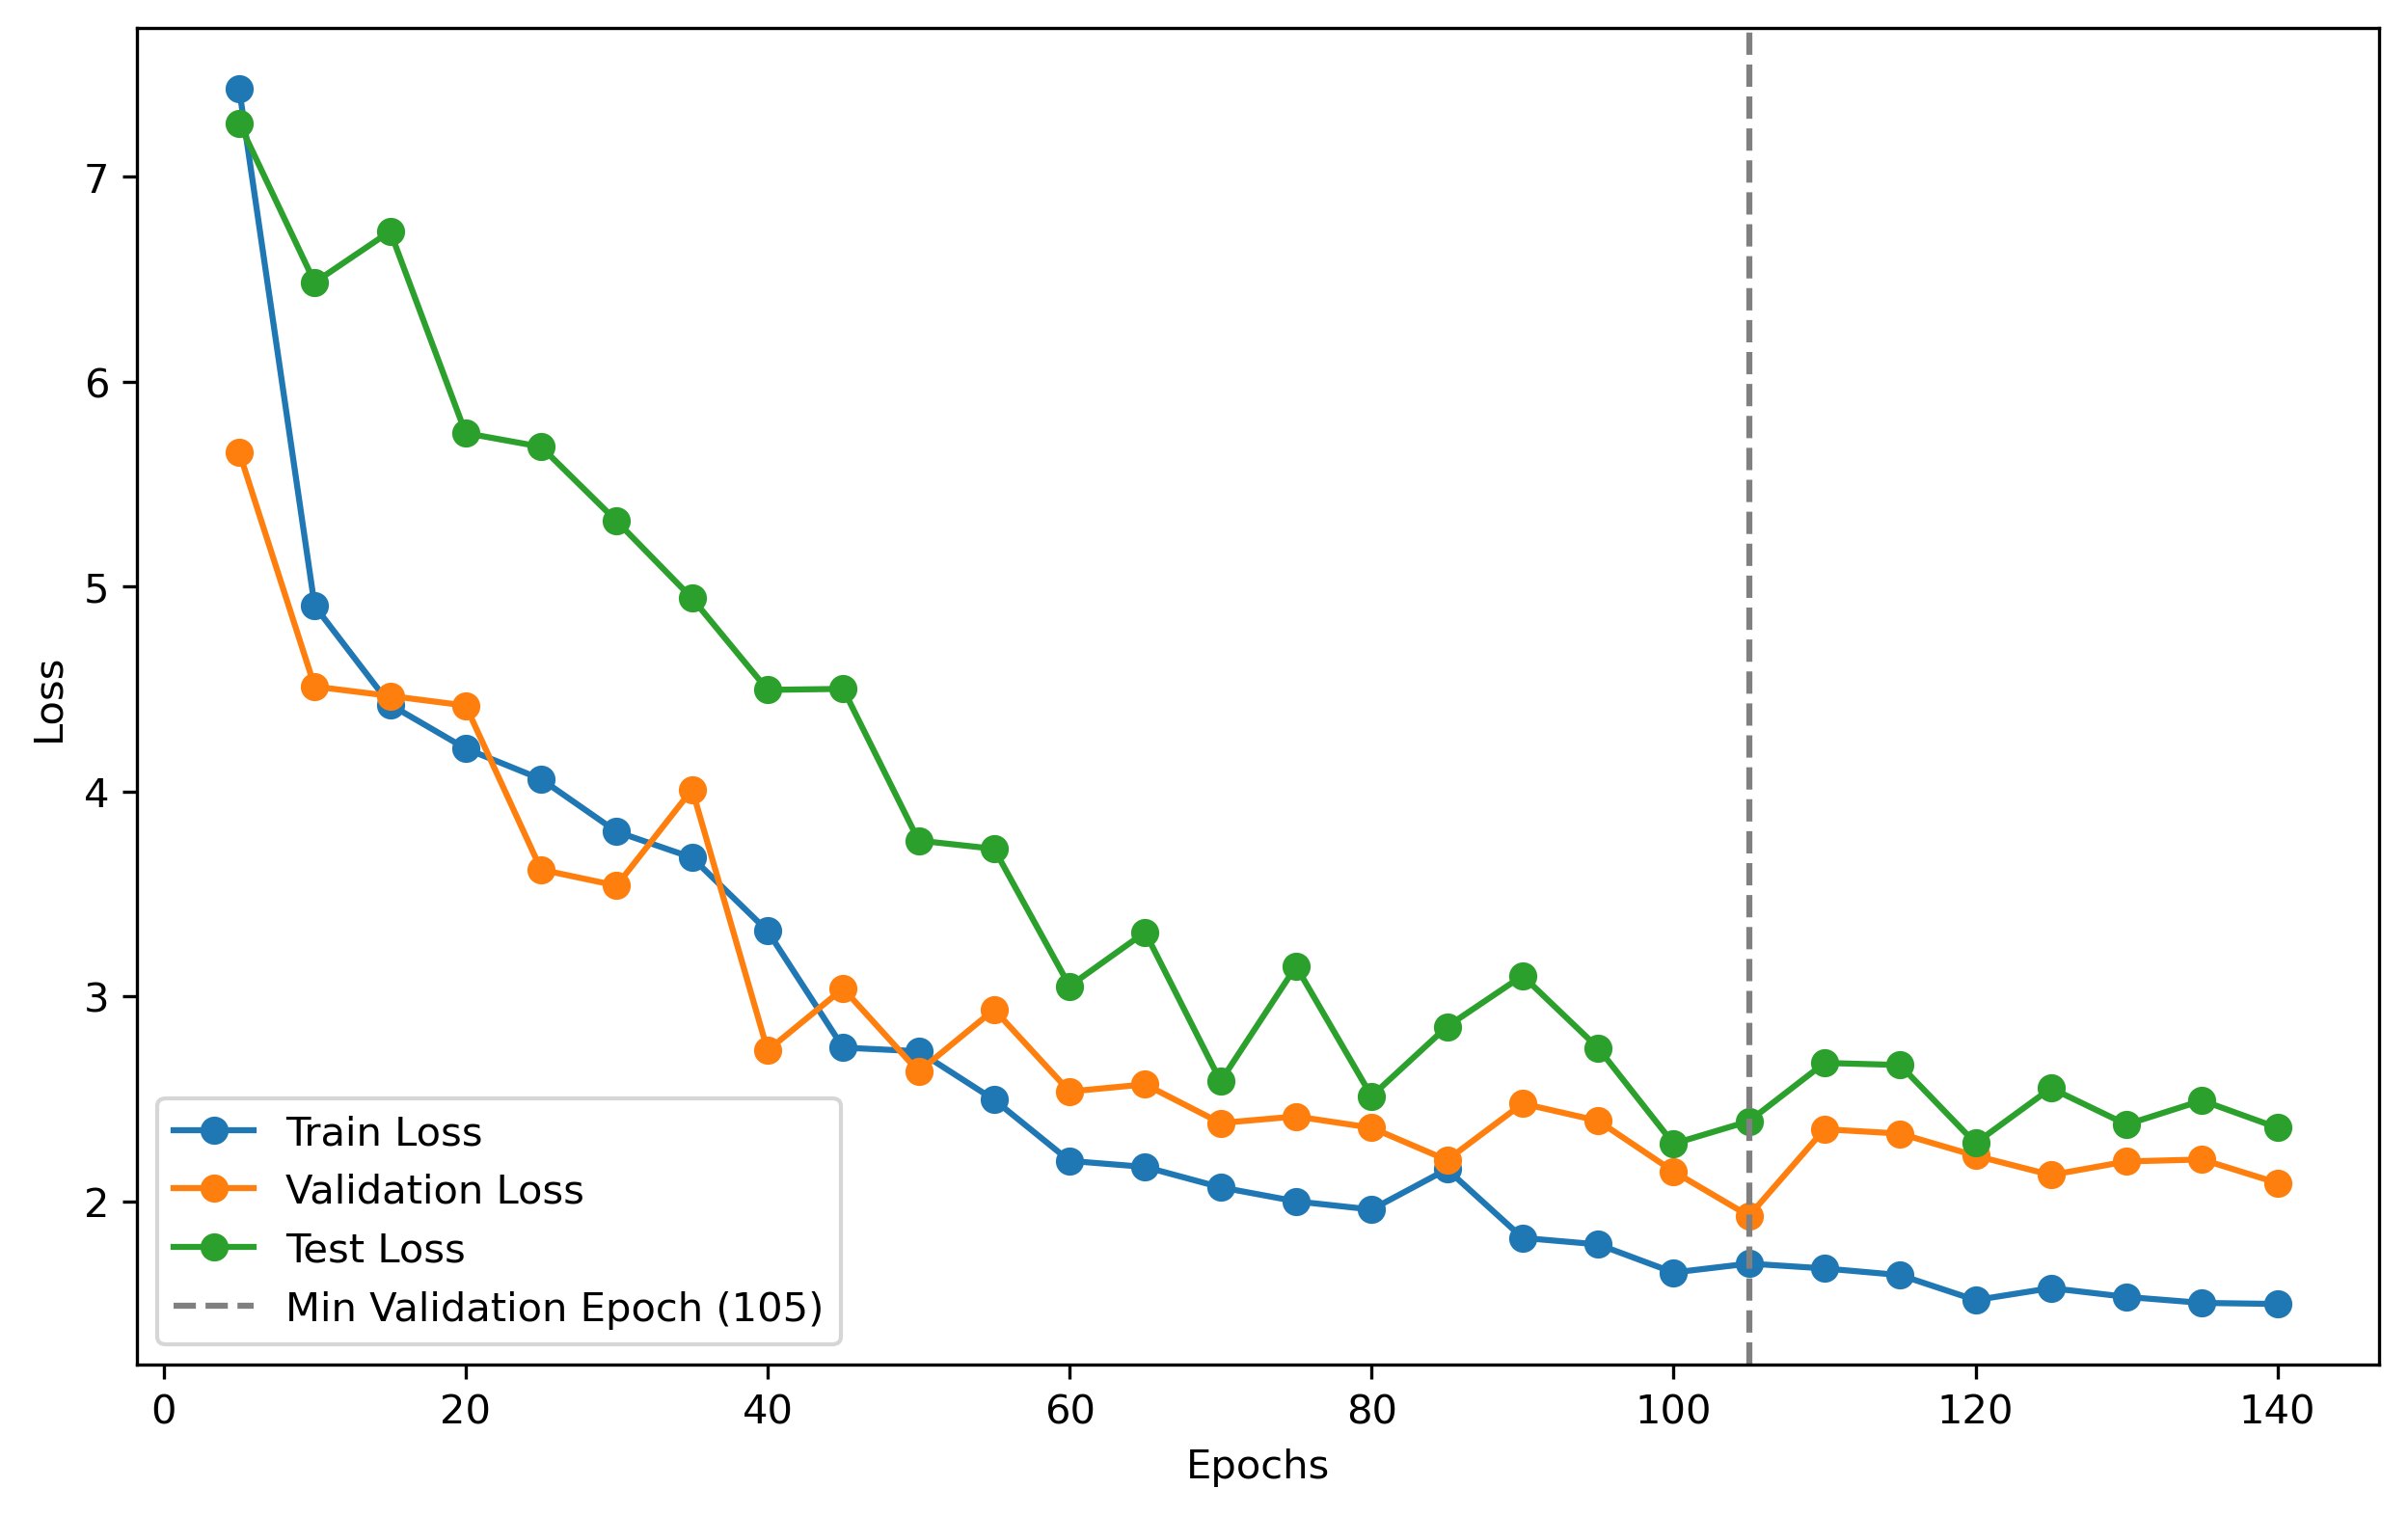 7
6
5
4
3
2
Loss
Train Loss
Validation Loss
Test Loss
Min Validation Epoch (105)
0 20 40 60 80 100 120 140
Epochs